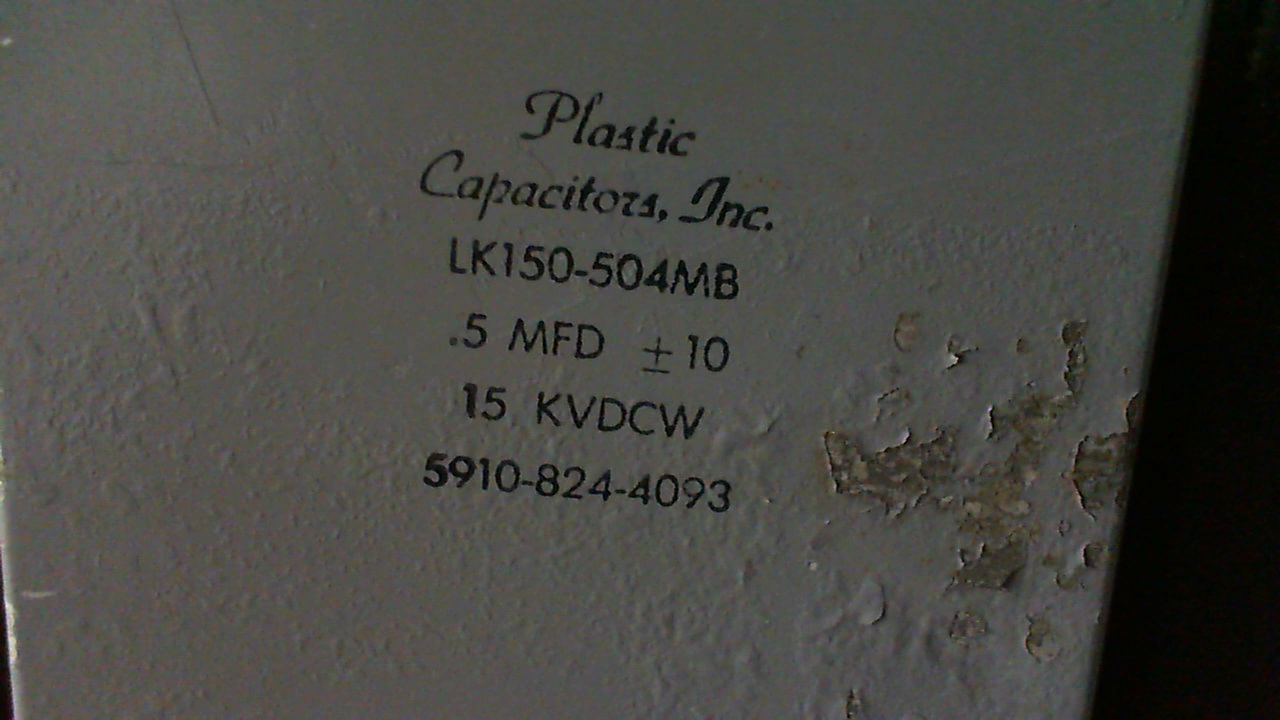 Plastic
Capacitors, Inc.
LK150-504MB
.5 MFD ±10
15 KVDCW
5910-824-4093